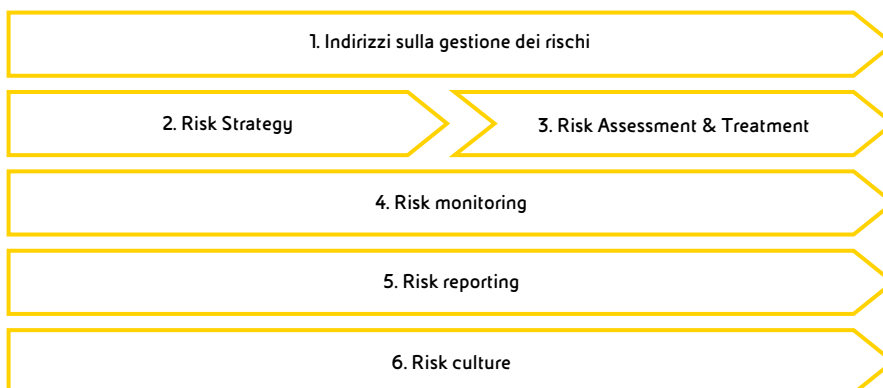 1. Indirizzi sulla gestione dei rischi
2. Risk Strategy
3. Risk Assessment & Treatment
4. Risk monitoring
5. Risk reporting
6. Risk culture